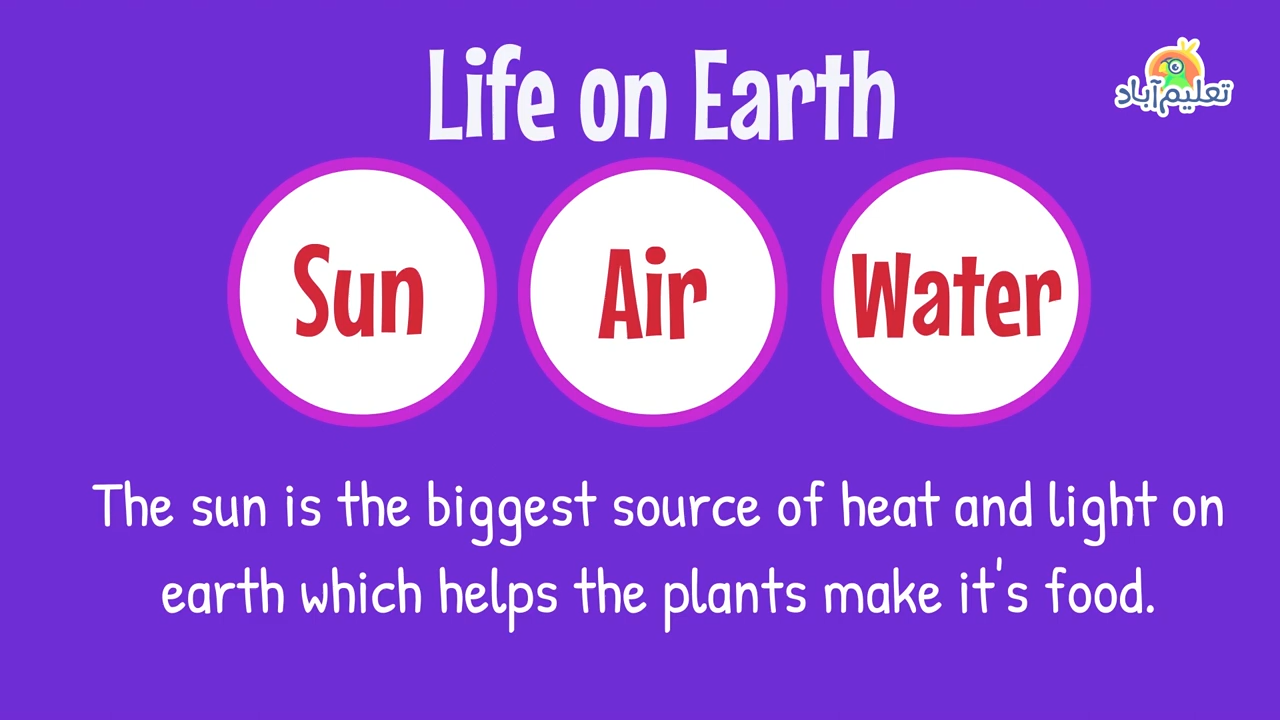 Life on Earth
تعلیم آباد
Sun
Air
Water
The sun is the biggest source of heat and light on
earth which helps the plants make it's food.